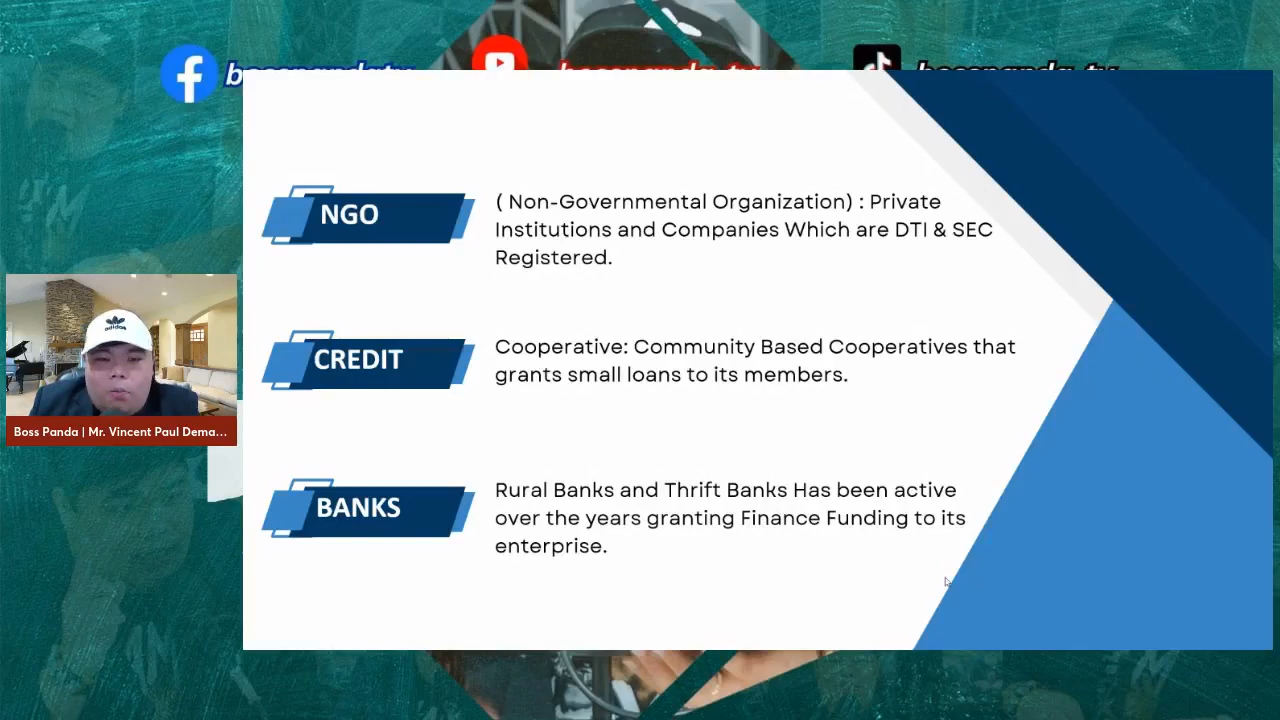 NGO
( Non-Governmental Organization) : Private
Institutions and Companies Which are DTI & SEC
Registered.
CREDIT
Cooperative: Community Based Cooperatives that
grants small loans to its members.
BANKS
Rural Banks and Thrift Banks Has been active
over the years granting Finance Funding to its
enterprise.
adidas
Boss Panda | Mr. Vincent Paul Dema...